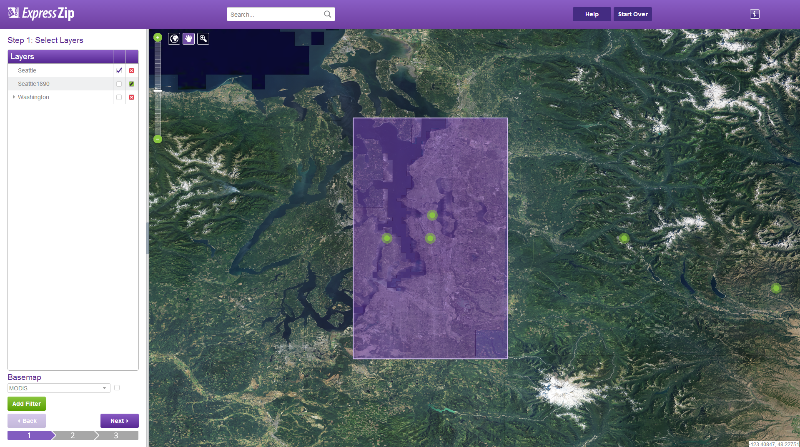 ExpressZip
Search...
Help
Start Over
Step 1: Select Layers
Layers
Seattle
Seattle1890
Washington
Basemap
MODIS
Add Filter
‹ Back
Next ›
1
2
3